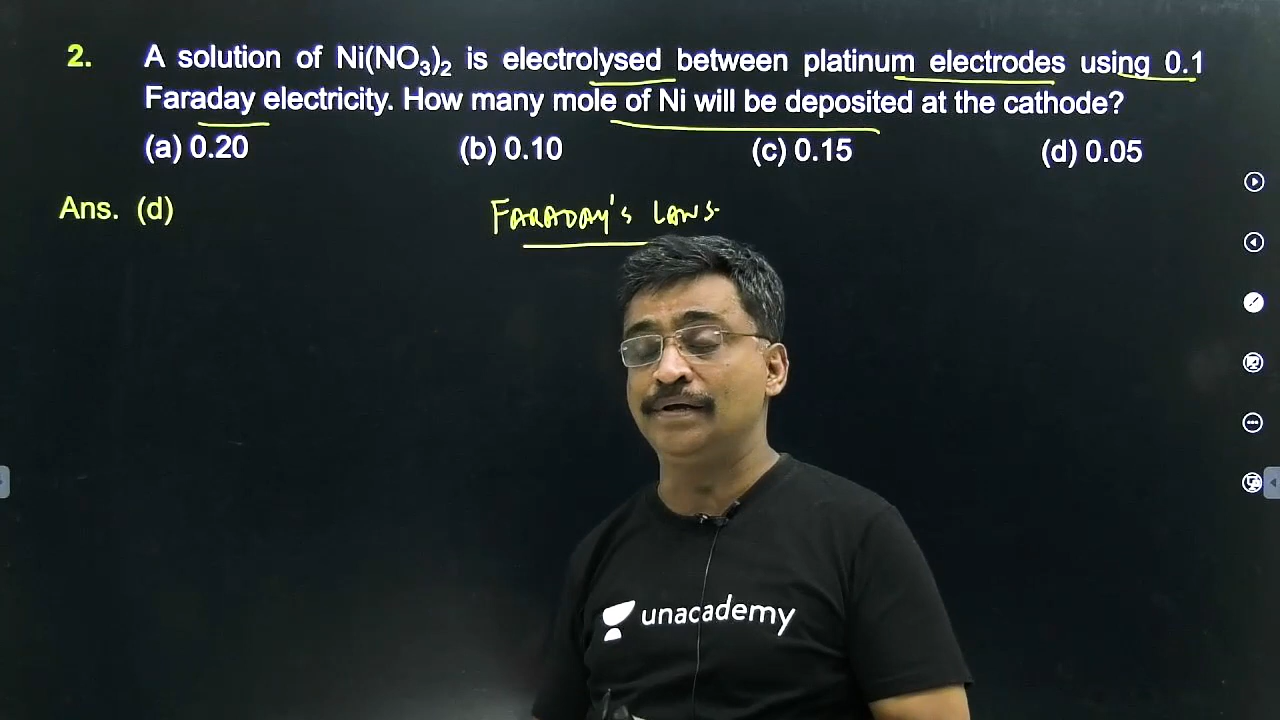 2. A solution of Ni(NO₃)₂ is electrolysed between platinum electrodes using 0.1
Faraday electricity. How many mole of Ni will be deposited at the cathode?
(a) 0.20 (b) 0.10 (c) 0.15 (d) 0.05
Ans. (d)
FARADAY'S LAWS
unacademy